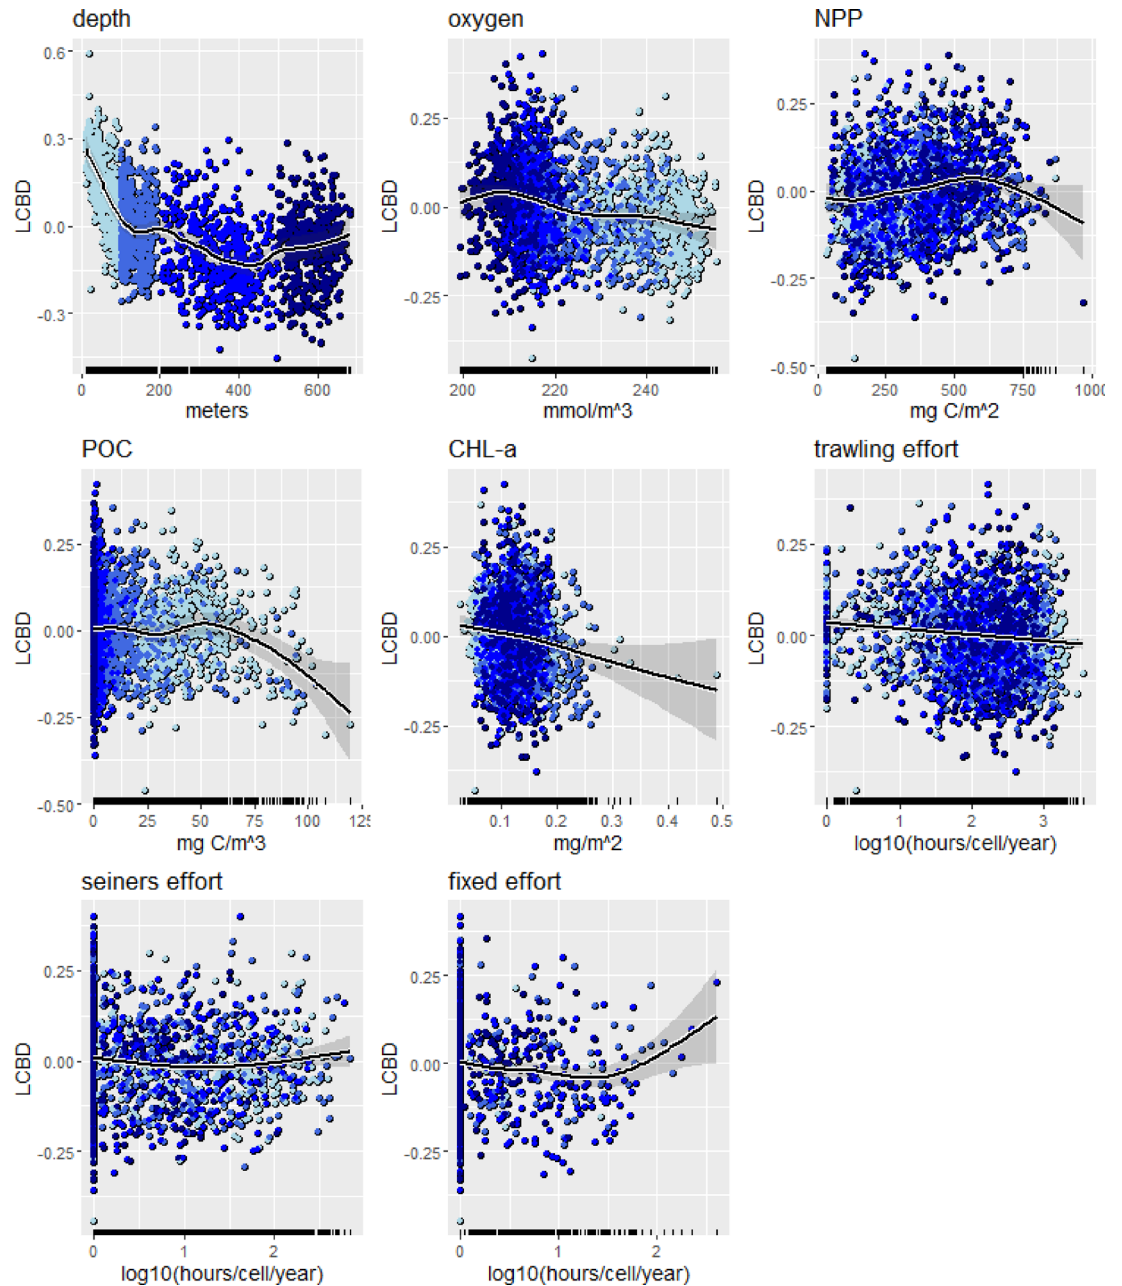 depth
oxygen
NPP
0.6
0.3
0.0
-0.3
LCBD
0
200
400
600
meters
0.25
0.00
-0.25
LCBD
200
220
240
mmol/m^3
0.25
0.00
-0.25
-0.50
LCBD
0
250
500
750
1000
mg C/m^2
POC
CHL-a
trawling effort
0.25
0.00
-0.25
-0.50
LCBD
0
25
50
75
100
125
mg C/m^3
0.25
0.00
-0.25
LCBD
0.1
0.2
0.3
0.4
0.5
mg/m^2
0.25
0.00
-0.25
LCBD
0
1
2
3
log10(hours/cell/year)
seiners effort
fixed effort
0.25
0.00
-0.25
LCBD
0
1
2
log10(hours/cell/year)
0.25
0.00
-0.25
LCBD
0
1
2
log10(hours/cell/year)